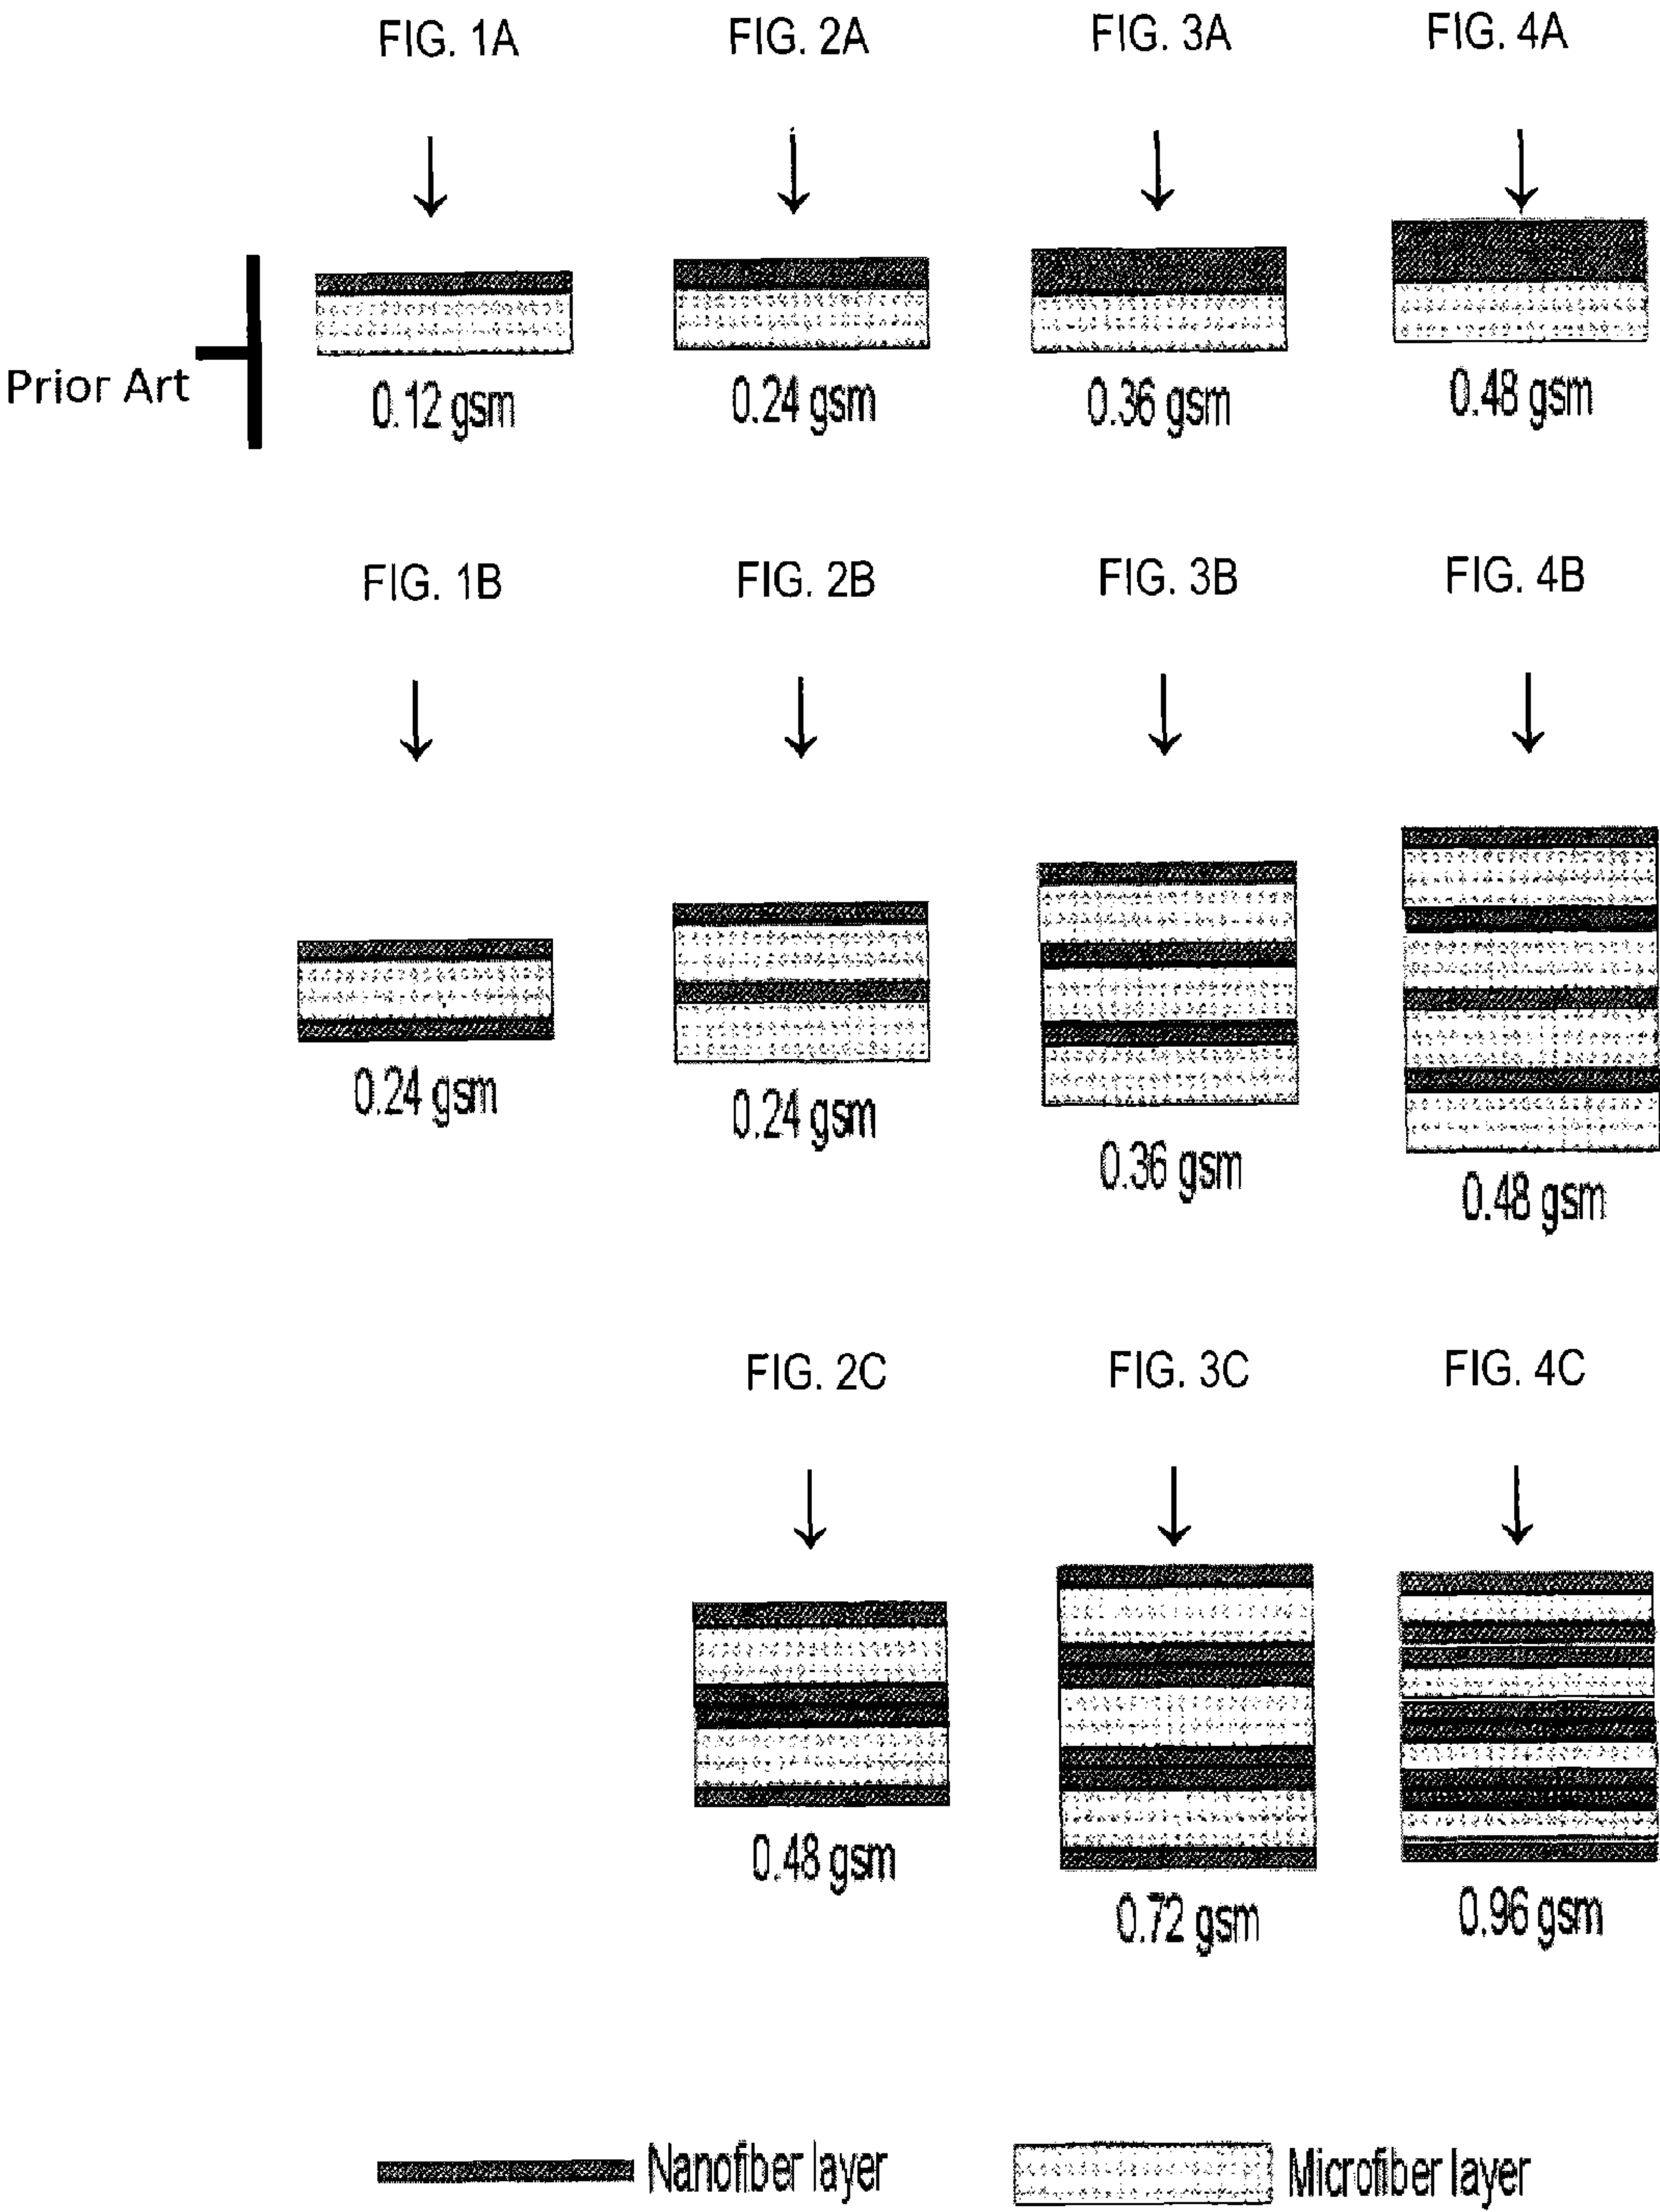 FIG. 1A
FIG. 2A
FIG. 3A
FIG. 4A
Prior Art
0.12 gsm
0.24 gsm
0.36 gsm
0.48 gsm
FIG. 1B
FIG. 2B
FIG. 3B
FIG. 4B
0.24 gsm
0.24 gsm
0.36 gsm
0.48 gsm
FIG. 2C
FIG. 3C
FIG. 4C
0.48 gsm
0.72 gsm
0.96 gsm
Nanofiber layer
Microfiber layer